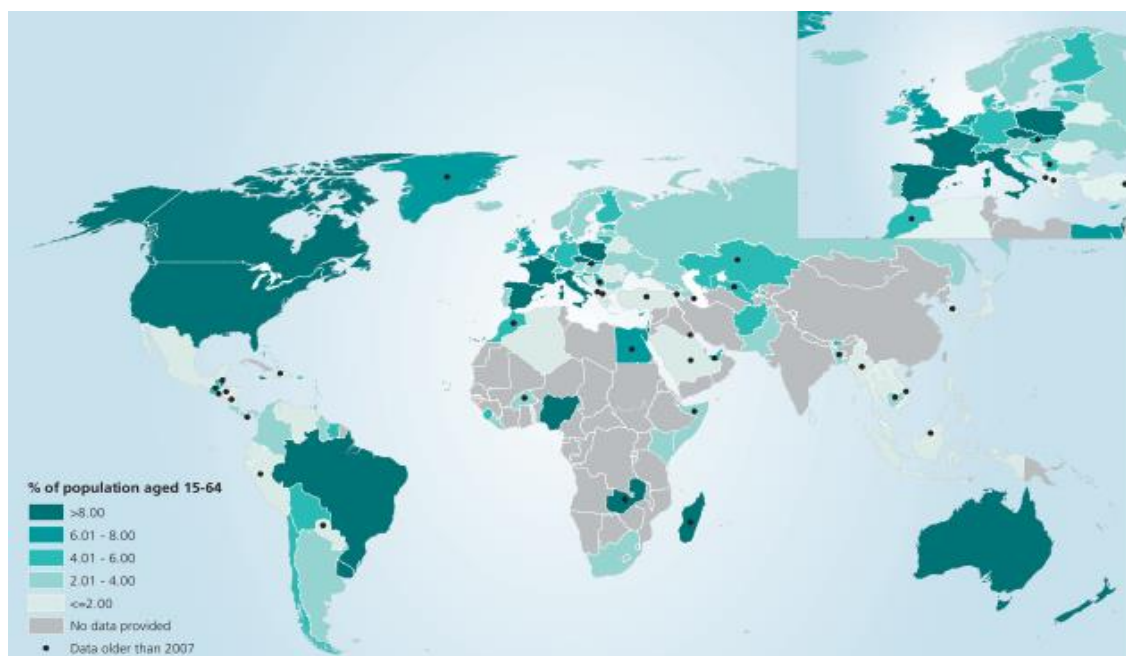 % of population aged 15-64
>8.00
6.01 - 8.00
4.01 - 6.00
2.01 - 4.00
<=2.00
No data provided
Data older than 2007